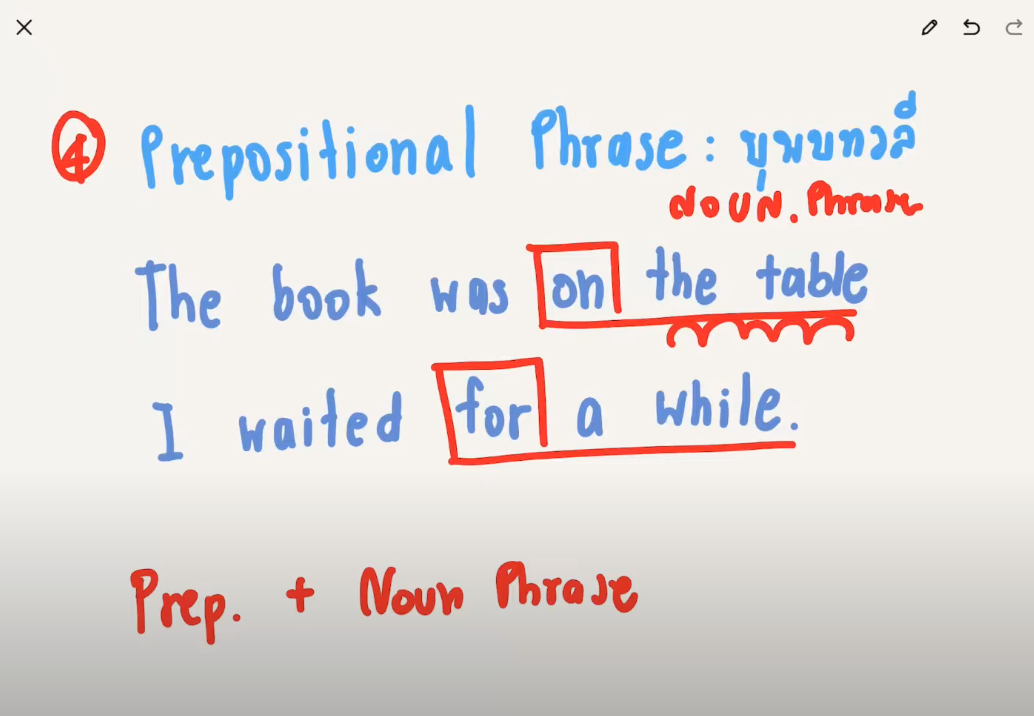 4 Prepositional Phrase : บุพบทวลี
NOUN. Phrase
The book was on the table
I waited for a while.
Prep. + Noun Phrase